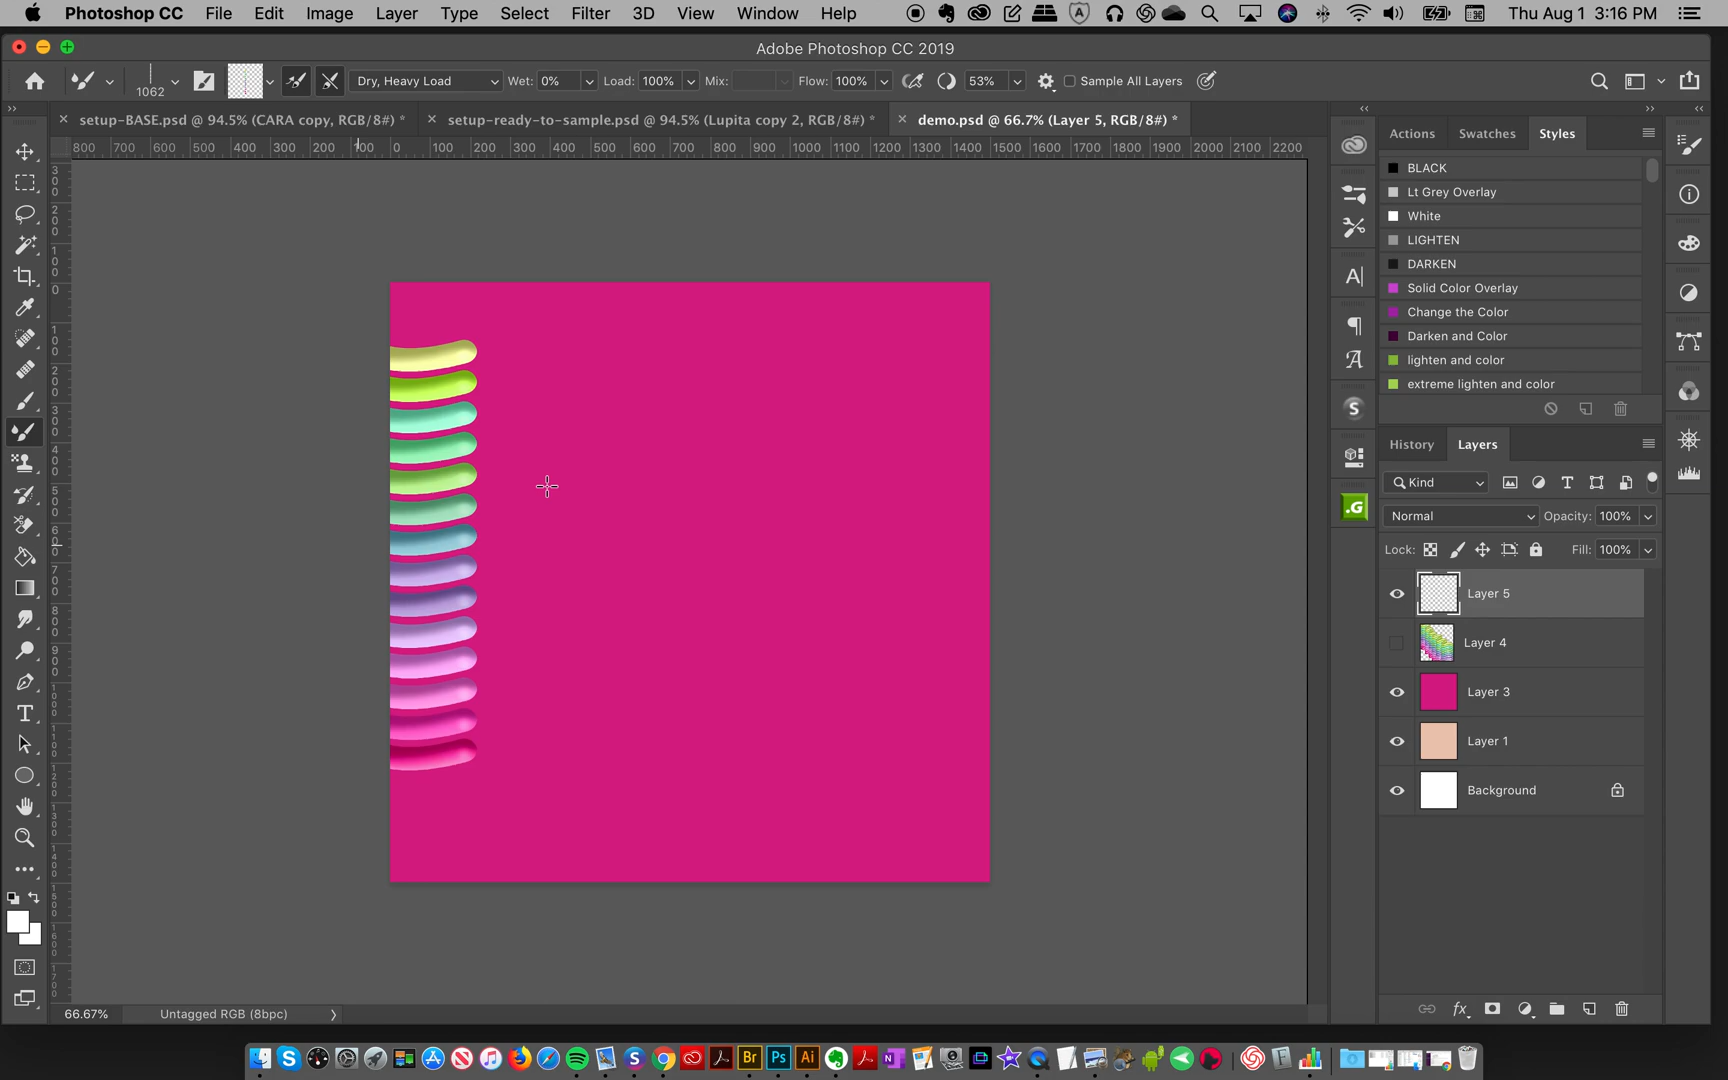 Photoshop CC File Edit Image Layer Type Select Filter 3D View Window Help Thu Aug 1 3:16 PM
Adobe Photoshop CC 2019
1062 Dry, Heavy Load Wet: 0% Load: 100% Mix: Flow: 100% 53% Sample All Layers
setup-BASE.psd @ 94.5% (CARA copy, RGB/8#) * setup-ready-to-sample.psd @ 94.5% (Lupita copy 2, RGB/8#) * demo.psd @ 66.7% (Layer 5, RGB/8#) *
800 700 600 500 400 300 200 100 0 100 200 300 400 500 600 700 800 900 1000 1100 1200 1300 1400 1500 1600 1700 1800 1900 2000 2100 2200
Actions Swatches Styles
BLACK
Lt Grey Overlay
White
LIGHTEN
DARKEN
Solid Color Overlay
Change the Color
Darken and Color
lighten and color
extreme lighten and color
History Layers
Kind
Normal Opacity: 100%
Lock: Fill: 100%
Layer 5
Layer 4
Layer 3
Layer 1
Background
66.67% Untagged RGB (8bpc)
Br Ps Ai